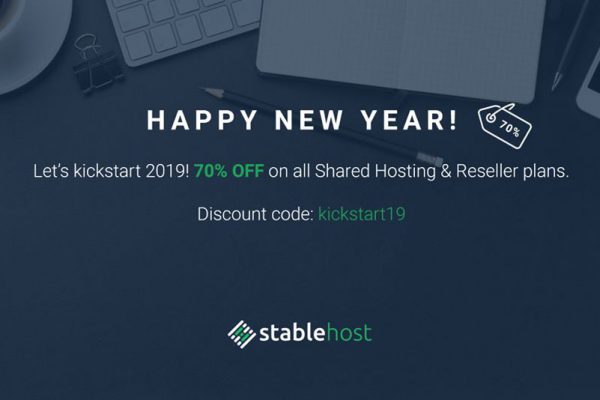 HAPPY NEW YEAR!
70%
Let's kickstart 2019! 70% OFF on all Shared Hosting & Reseller plans.
Discount code: kickstart19
stablehost